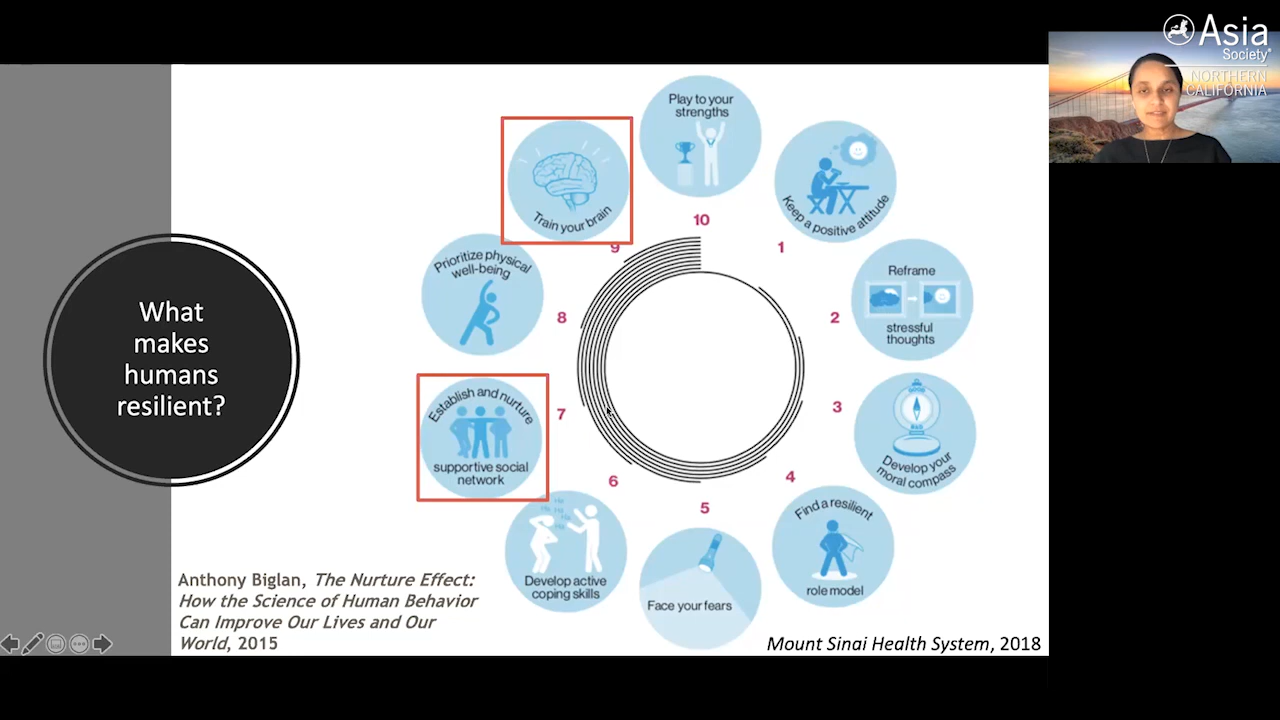 Asia
Society
NORTHERN
CALIFORNIA
What
makes
humans
resilient?
Play to your
strengths
10
Keep a positive attitude
1
Reframe
stressful
thoughts
2
Develop your
moral compass
3
Find a resilient
role model
4
Face your fears
5
Ha
Ha
Ha
Ha
Develop active
coping skills
6
Establish and nurture
supportive social
network
7
Prioritize physical
well-being
8
Train your brain
9
Anthony Biglan, The Nurture Effect:
How the Science of Human Behavior
Can Improve Our Lives and Our
World, 2015
Mount Sinai Health System, 2018